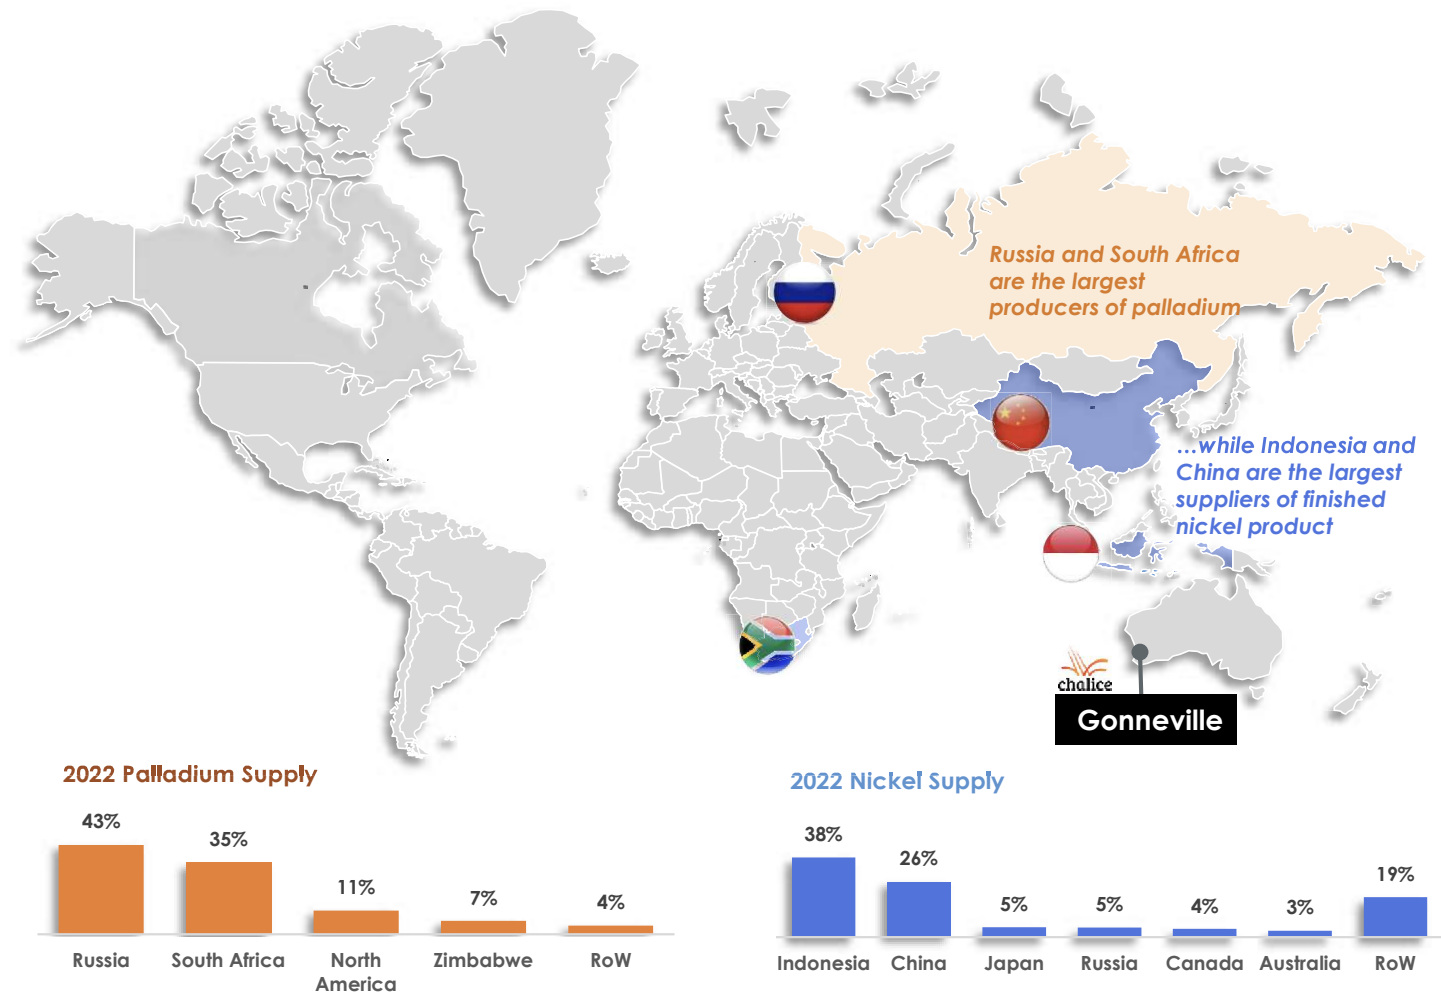 Russia and South Africa
are the largest
producers of palladium
...while Indonesia and
China are the largest
suppliers of finished
nickel product
chalice
Gonneville
2022 Palladium Supply
43%
35%
11%
7%
4%
Russia
South Africa
North
America
Zimbabwe
RoW
2022 Nickel Supply
38%
26%
5%
5%
4%
3%
19%
Indonesia
China
Japan
Russia
Canada
Australia
RoW